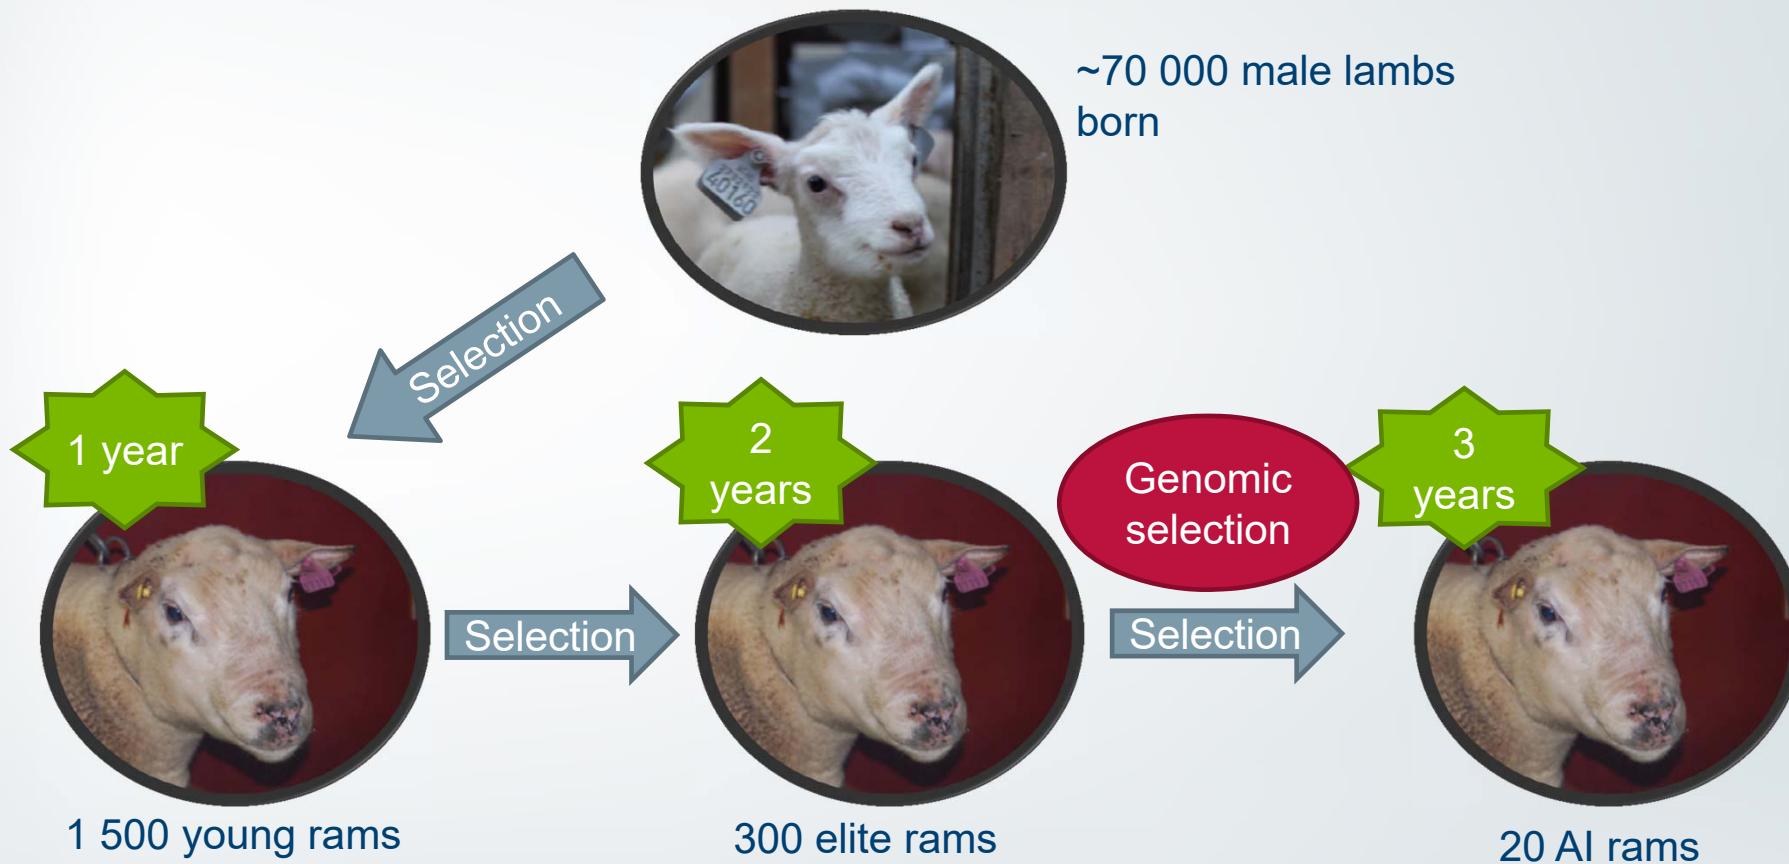 ~70 000 male lambs
born
40160
Selection
1 year
2
years
Genomic
selection
3
years
Selection
Selection
1 500 young rams
300 elite rams
20 AI rams